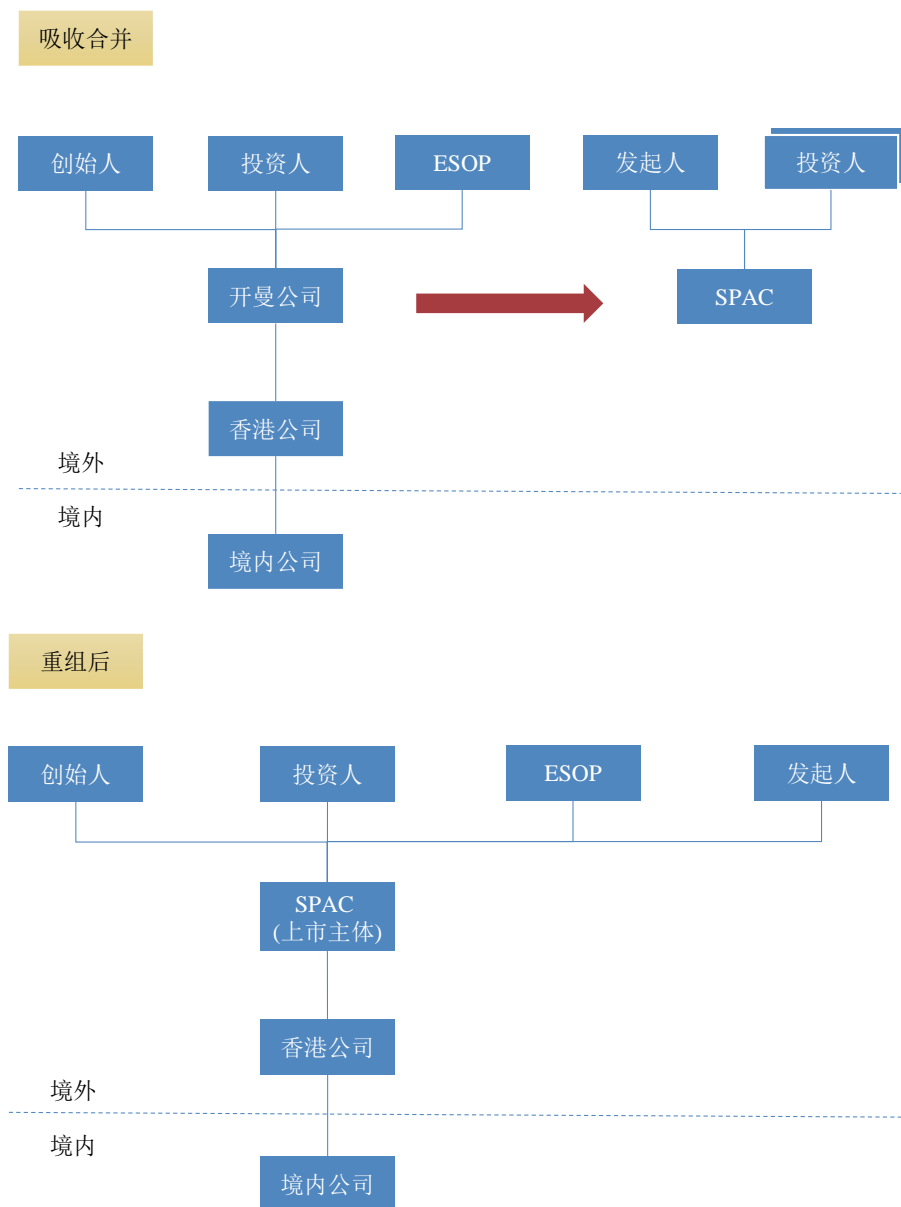 吸收合并
创始人
投资人
ESOP
发起人
投资人
开曼公司
SPAC
香港公司
境外
境内
境内公司
重组后
创始人
投资人
ESOP
发起人
SPAC
(上市主体)
香港公司
境外
境内
境内公司